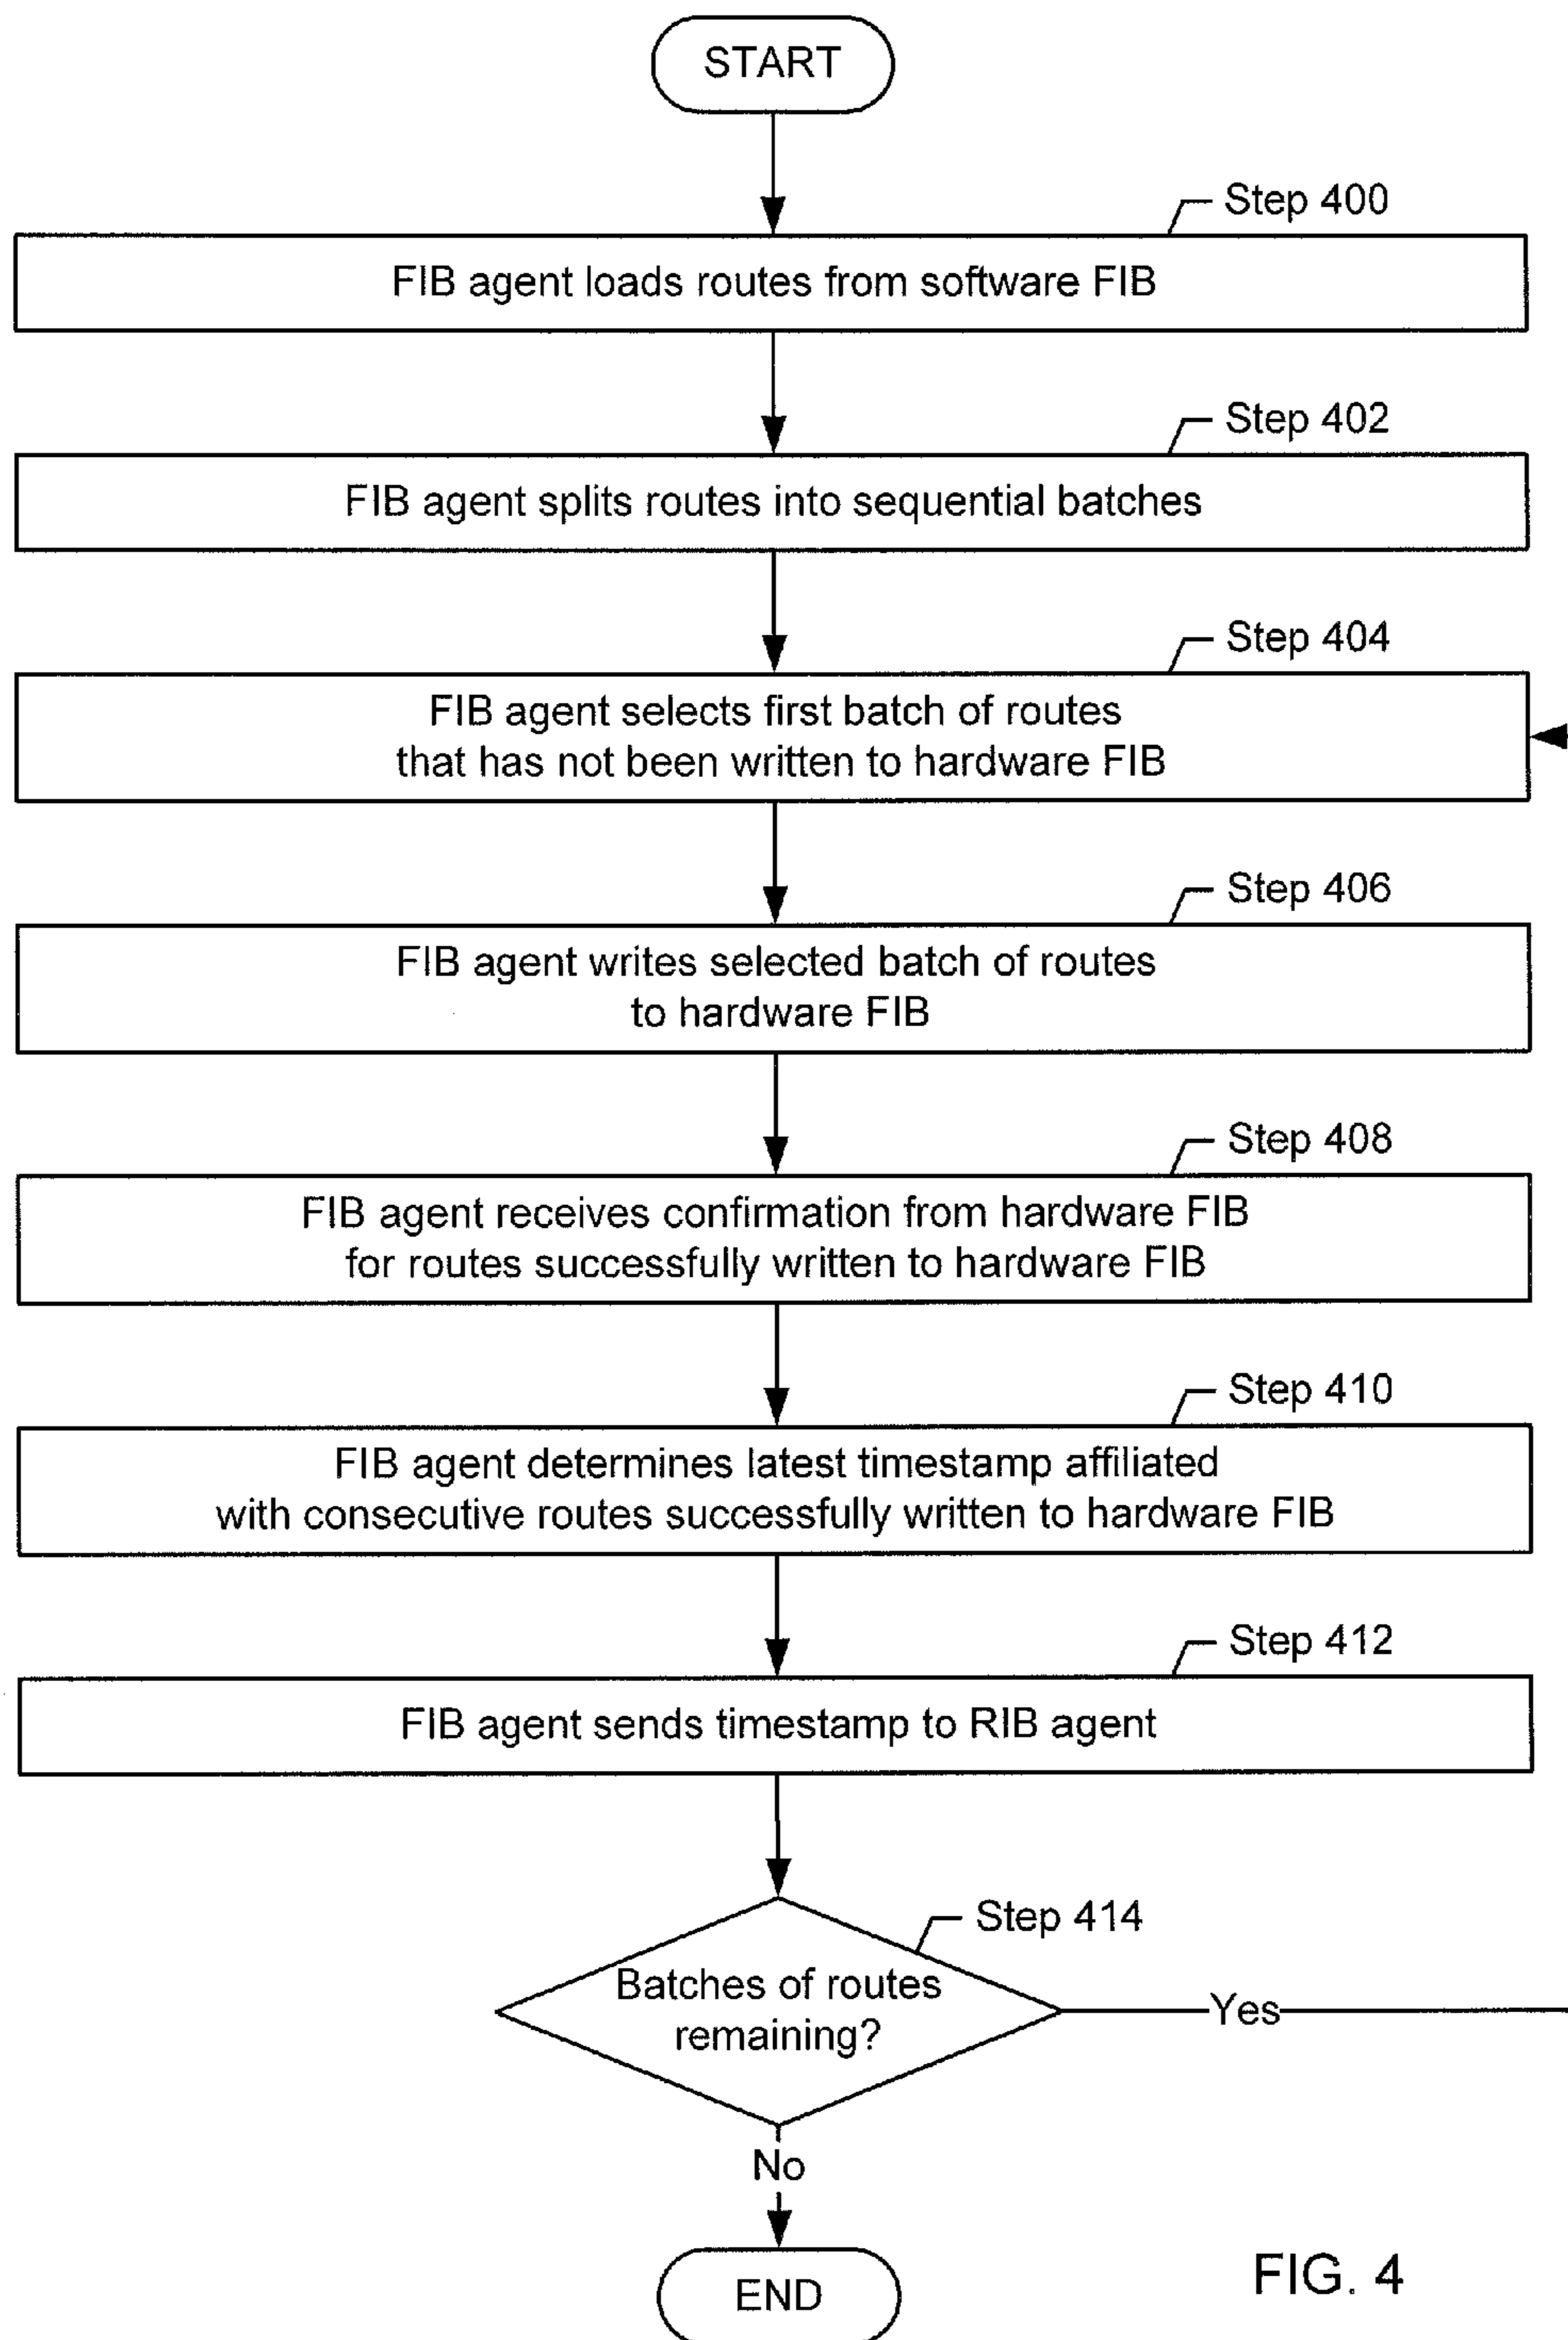 START
Step 400
FIB agent loads routes from software FIB
Step 402
FIB agent splits routes into sequential batches
Step 404
FIB agent selects first batch of routes
that has not been written to hardware FIB
Step 406
FIB agent writes selected batch of routes
to hardware FIB
Step 408
FIB agent receives confirmation from hardware FIB
for routes successfully written to hardware FIB
Step 410
FIB agent determines latest timestamp affiliated
with consecutive routes successfully written to hardware FIB
Step 412
FIB agent sends timestamp to RIB agent
Step 414
Batches of routes
remaining?
Yes
No
END
FIG. 4